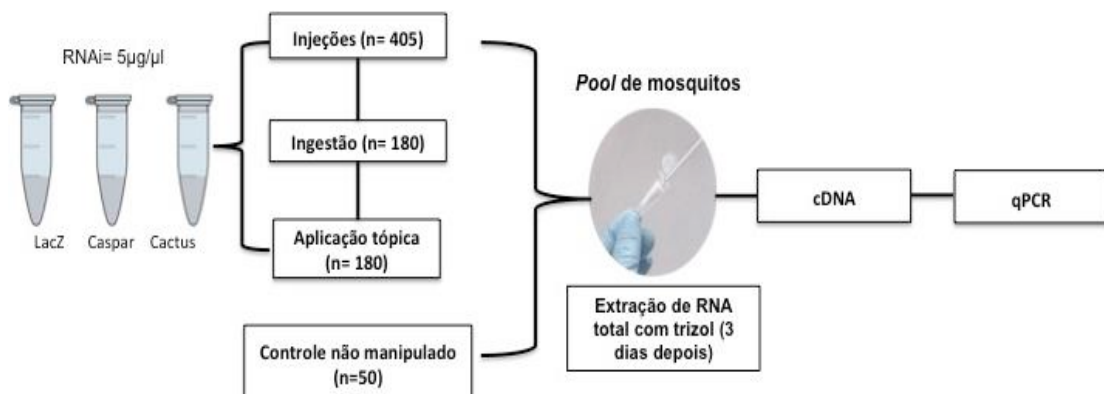 RNAi= 5µg/µl
LacZ Caspar Cactus
Injeções (n= 405)
Ingestão (n= 180)
Aplicação tópica
(n= 180)
Controle não manipulado
(n=50)
Pool de mosquitos
Extração de RNA
total com trizol (3
dias depois)
cDNA
qPCR